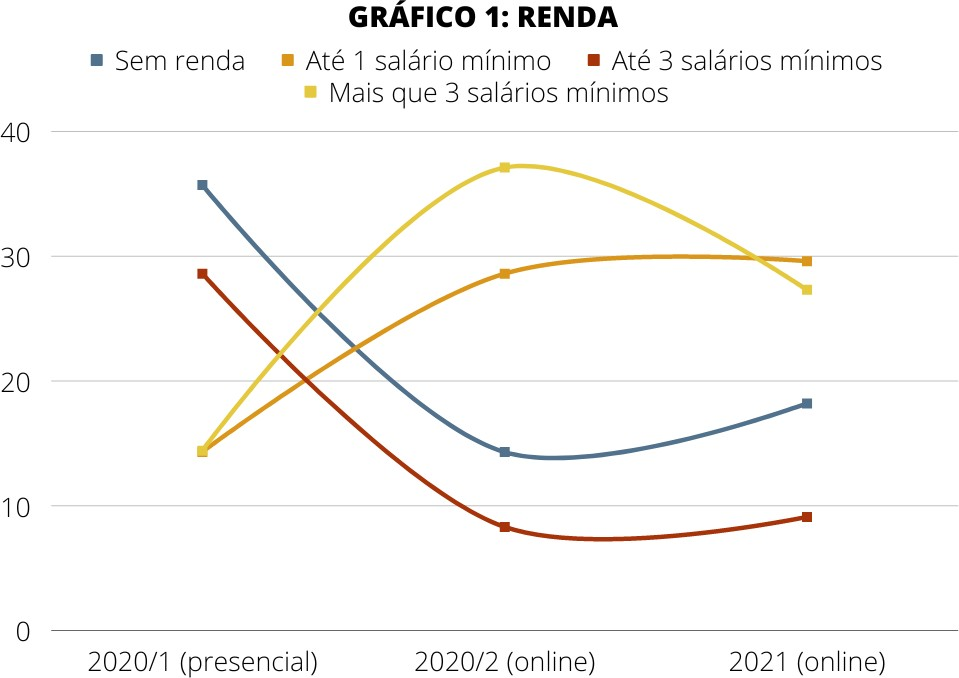 GRÁFICO 1: RENDA
Sem renda Até 1 salário mínimo Até 3 salários mínimos
Mais que 3 salários mínimos
40
30
20
10
0
2020/1 (presencial) 2020/2 (online) 2021 (online)